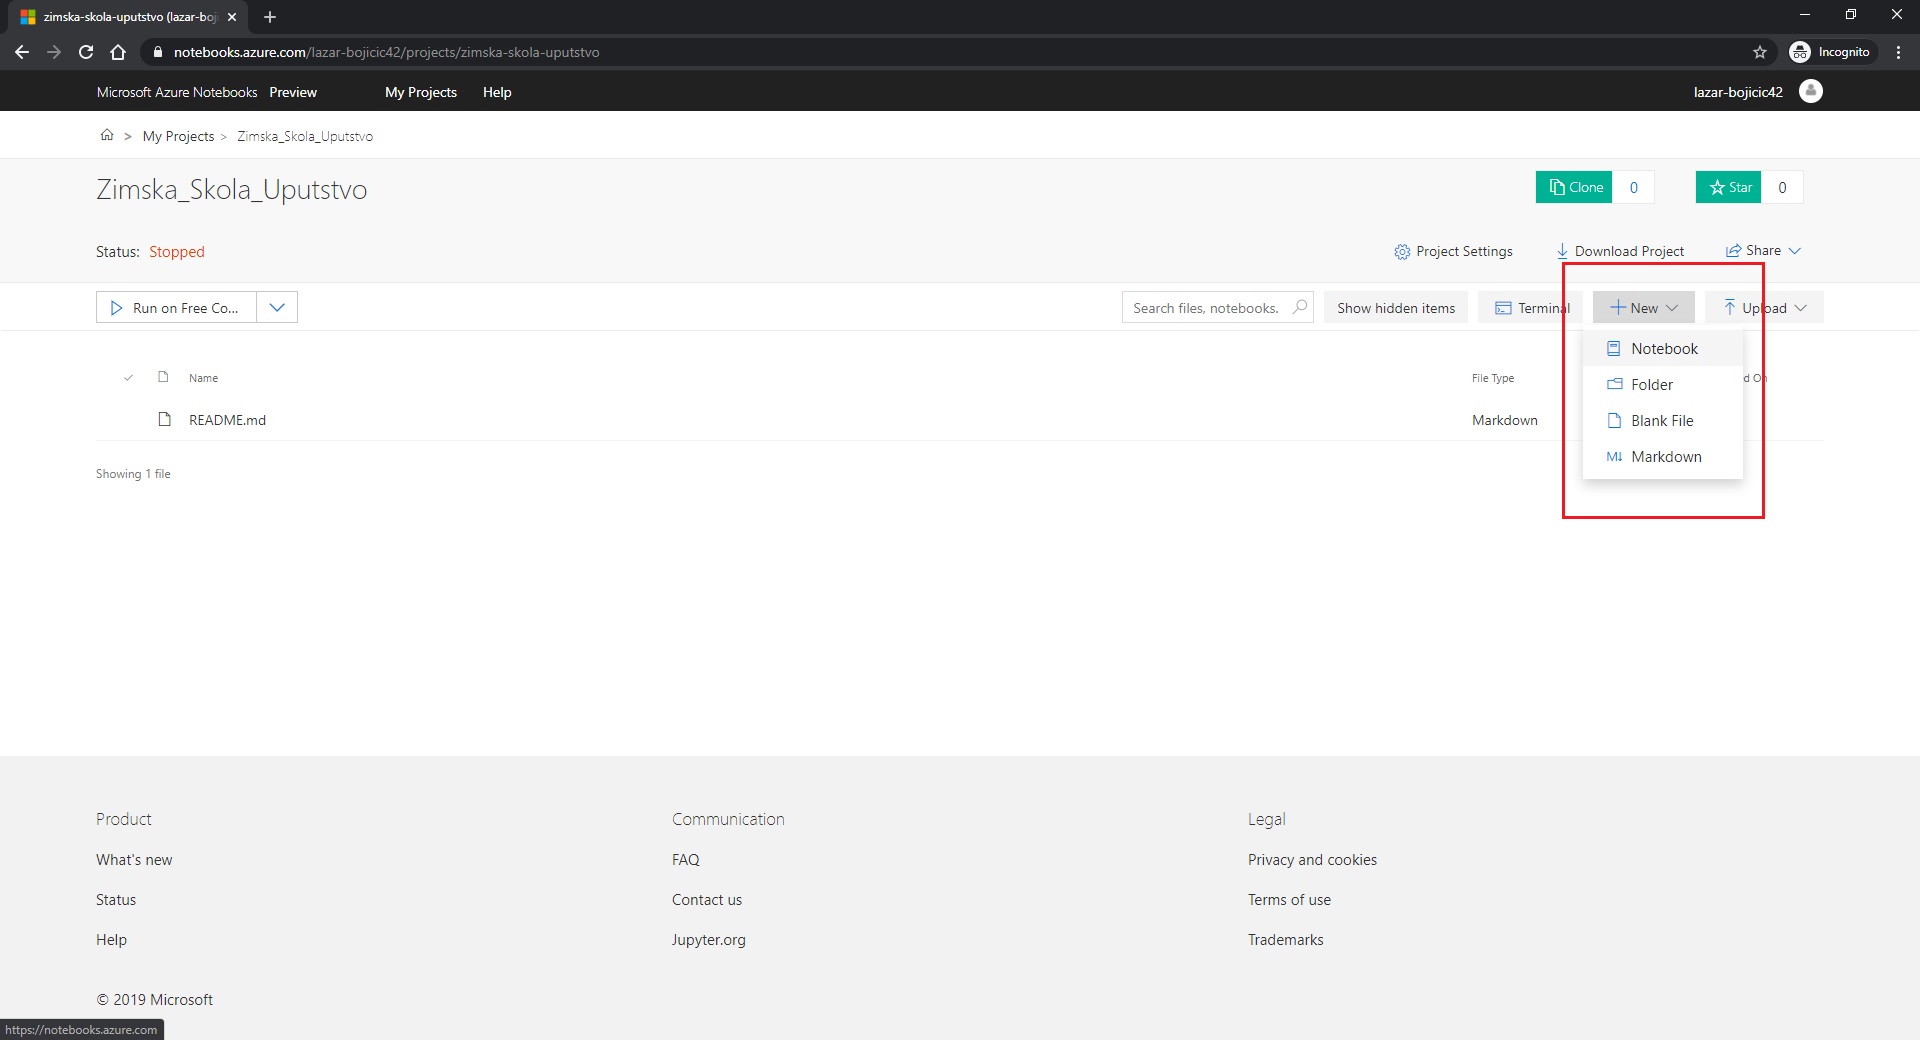 zimska-skola-uputstvo (lazar-boj
notebooks.azure.com/lazar-bojicic42/projects/zimska-skola-uputstvo
Incognito
Microsoft Azure Notebooks Preview My Projects Help lazar-bojicic42
> My Projects > Zimska_Skola_Uputstvo
Zimska_Skola_Uputstvo
Clone 0 Star 0
Status: Stopped
Project Settings Download Project Share
Run on Free Co...
Search files, notebooks. Show hidden items Terminal New Upload
Notebook
Folder
Blank File
Markdown
Name File Type d On
README.md Markdown
Showing 1 file
Product
What's new
Status
Help
Communication
FAQ
Contact us
Jupyter.org
Legal
Privacy and cookies
Terms of use
Trademarks
© 2019 Microsoft
https://notebooks.azure.com